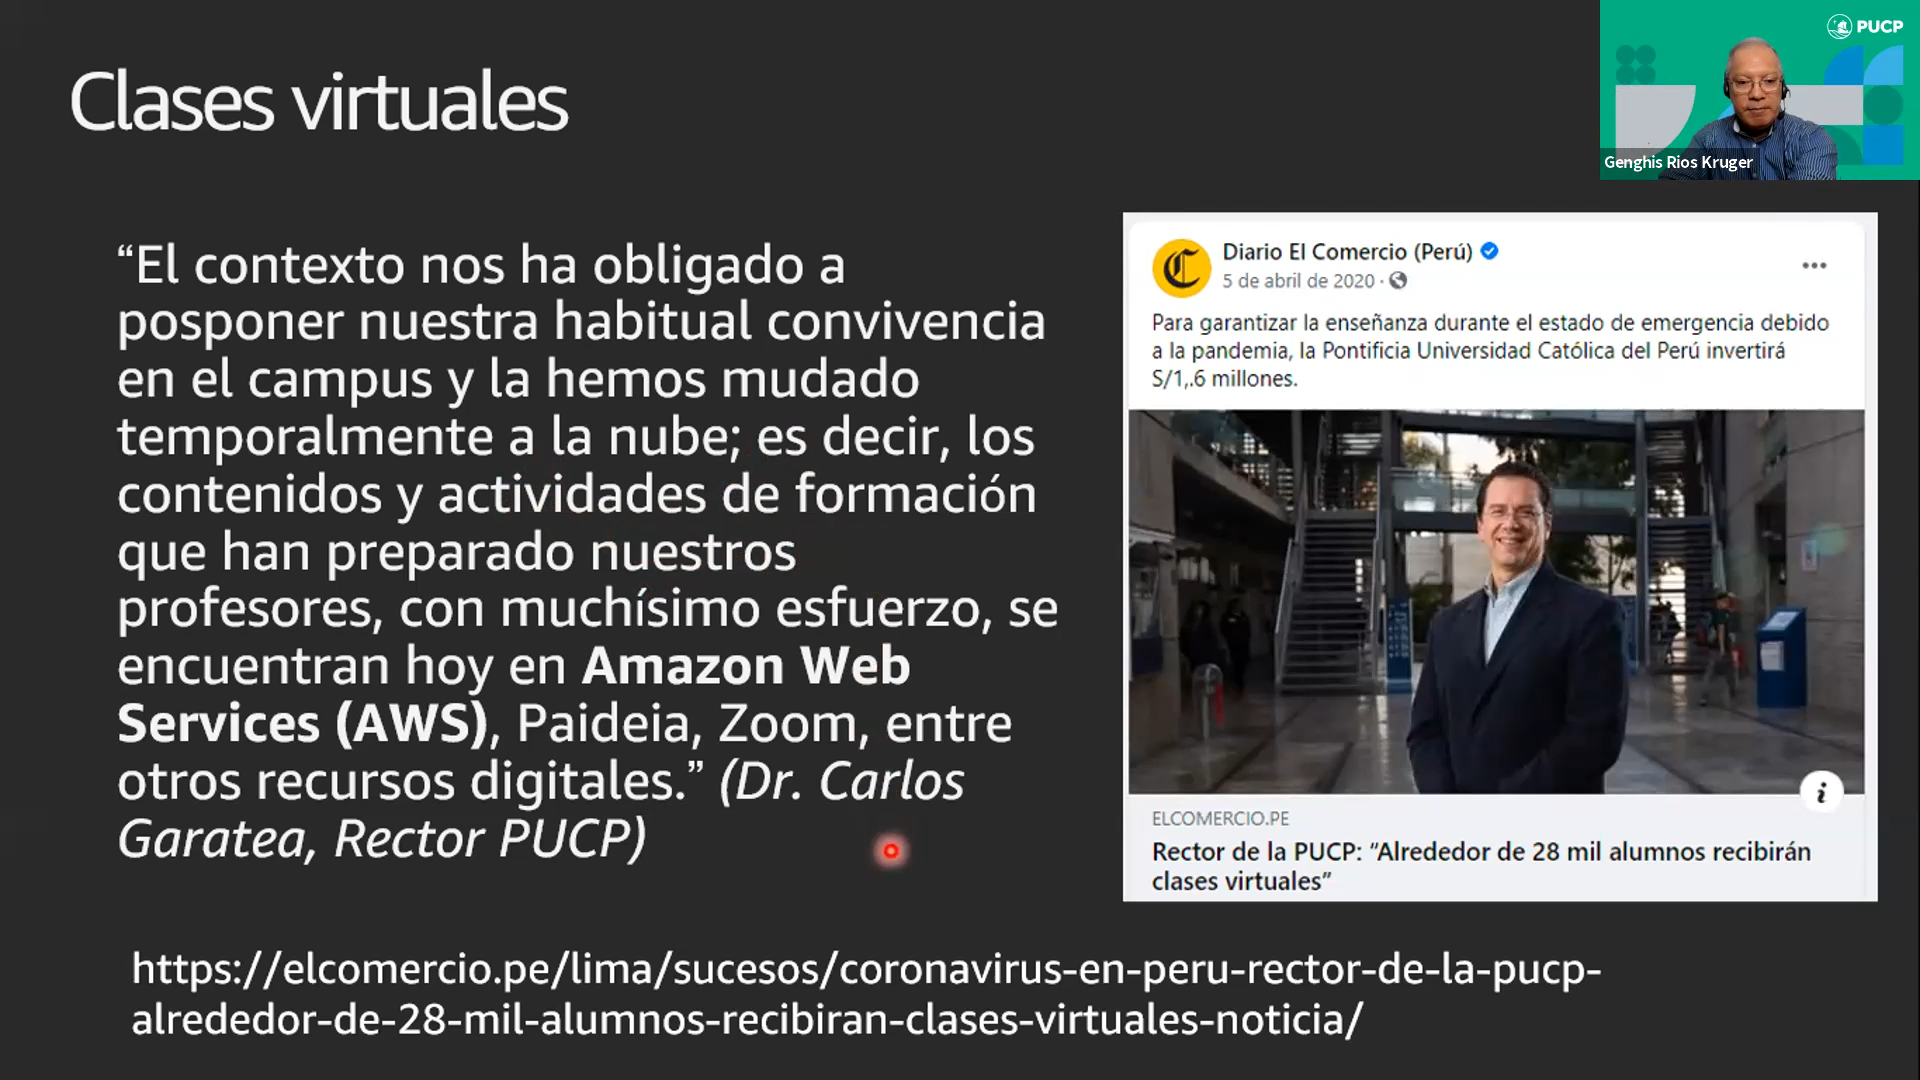 Clases virtuales
PUCP
Genghis Rios Kruger
“El contexto nos ha obligado a
posponer nuestra habitual convivencia
en el campus y la hemos mudado
temporalmente a la nube; es decir, los
contenidos y actividades de formación
que han preparado nuestros
profesores, con muchísimo esfuerzo, se
encuentran hoy en Amazon Web
Services (AWS), Paideia, Zoom, entre
otros recursos digitales.” (Dr. Carlos
Garatea, Rector PUCP)
Diario El Comercio (Perú)
5 de abril de 2020 ·
Para garantizar la enseñanza durante el estado de emergencia debido
a la pandemia, la Pontificia Universidad Católica del Perú invertirá
S/1,.6 millones.
ELCOMERCIO.PE
Rector de la PUCP: “Alrededor de 28 mil alumnos recibirán
clases virtuales”
https://elcomercio.pe/lima/sucesos/coronavirus-en-peru-rector-de-la-pucp-
alrededor-de-28-mil-alumnos-recibiran-clases-virtuales-noticia/